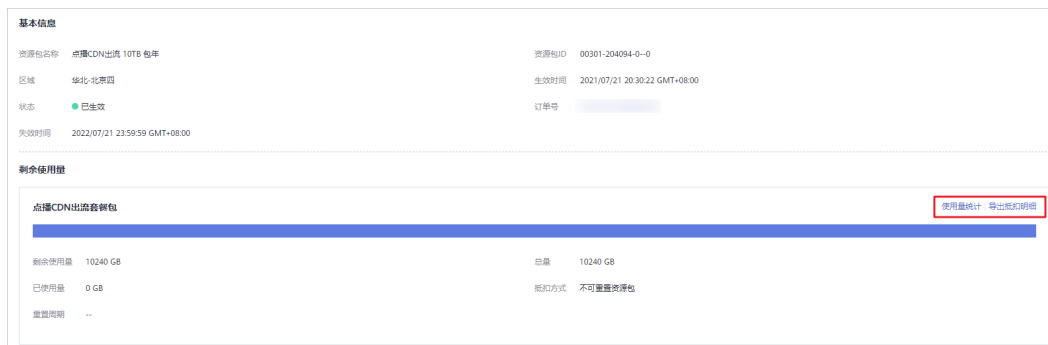 基本信息
资源包名称 点播CDN出流 10TB 包年 资源包ID 00301-204094-0--0
区域 华北-北京四 生效时间 2021/07/21 20:30:22 GMT+08:00
状态 已生效 订单号
失效时间 2022/07/21 23:59:59 GMT+08:00
剩余使用量
点播CDN出流套餐包 使用量统计 导出抵扣明细
剩余使用量 10240 GB 总量 10240 GB
已使用量 0 GB 抵扣方式 不可重置资源包
重置周期 --